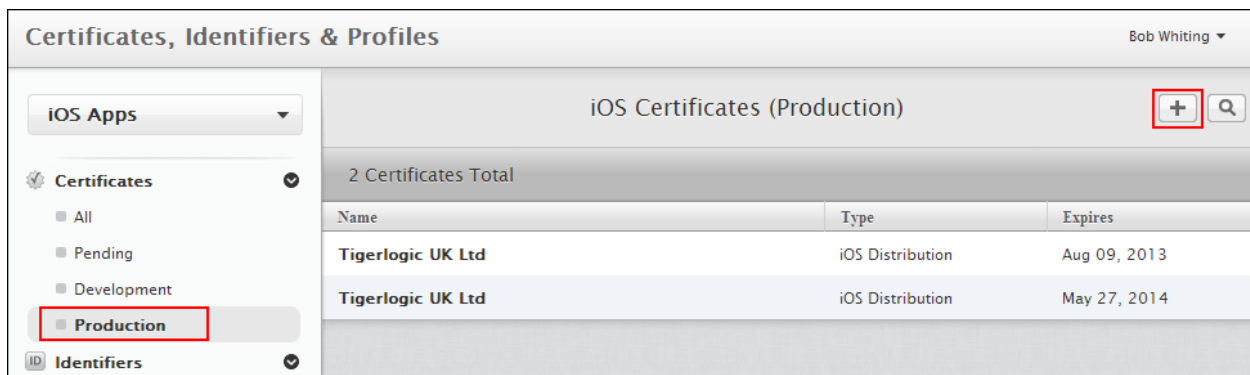 Certificates, Identifiers & Profiles
Bob Whiting
iOS Apps
iOS Certificates (Production)
Certificates
2 Certificates Total
All
Name Type Expires
Pending
Tigerlogic UK Ltd iOS Distribution Aug 09, 2013
Development
Tigerlogic UK Ltd iOS Distribution May 27, 2014
Production
ID Identifiers